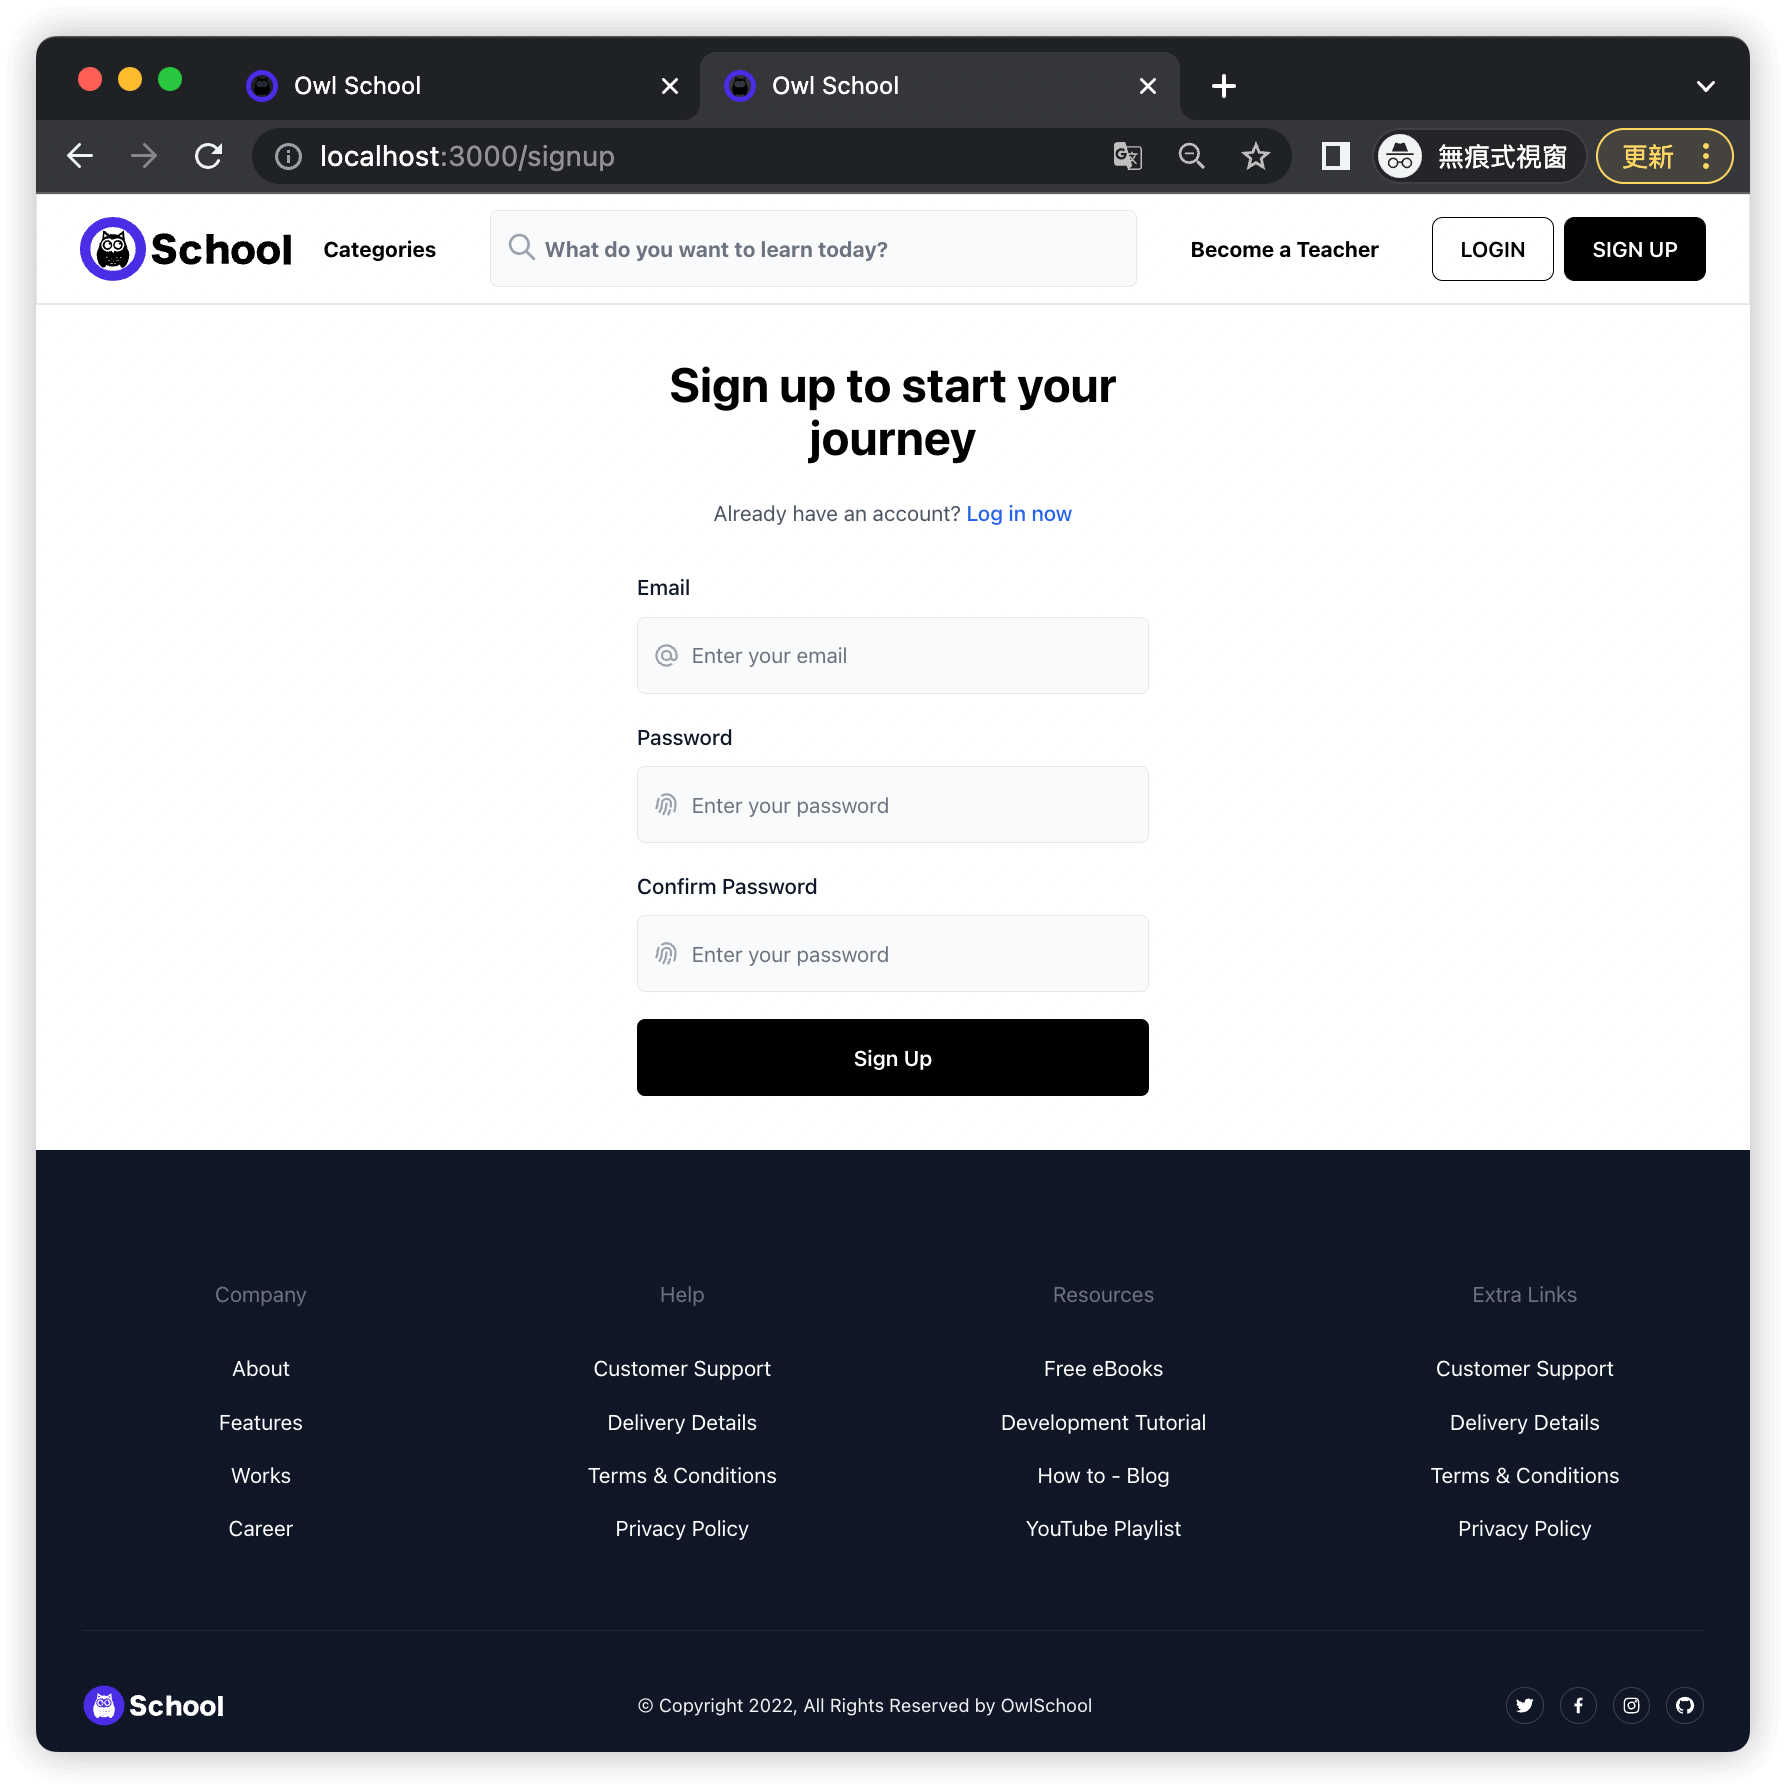 Owl School
Owl School
localhost:3000/signup
無痕式視窗
更新
School
Categories
What do you want to learn today?
Become a Teacher
LOGIN
SIGN UP
Sign up to start your
journey
Already have an account? Log in now
Email
Enter your email
Password
Enter your password
Confirm Password
Enter your password
Sign Up
Company
About
Features
Works
Career
Help
Customer Support
Delivery Details
Terms & Conditions
Privacy Policy
Resources
Free eBooks
Development Tutorial
How to - Blog
YouTube Playlist
Extra Links
Customer Support
Delivery Details
Terms & Conditions
Privacy Policy
School
© Copyright 2022, All Rights Reserved by OwlSchool